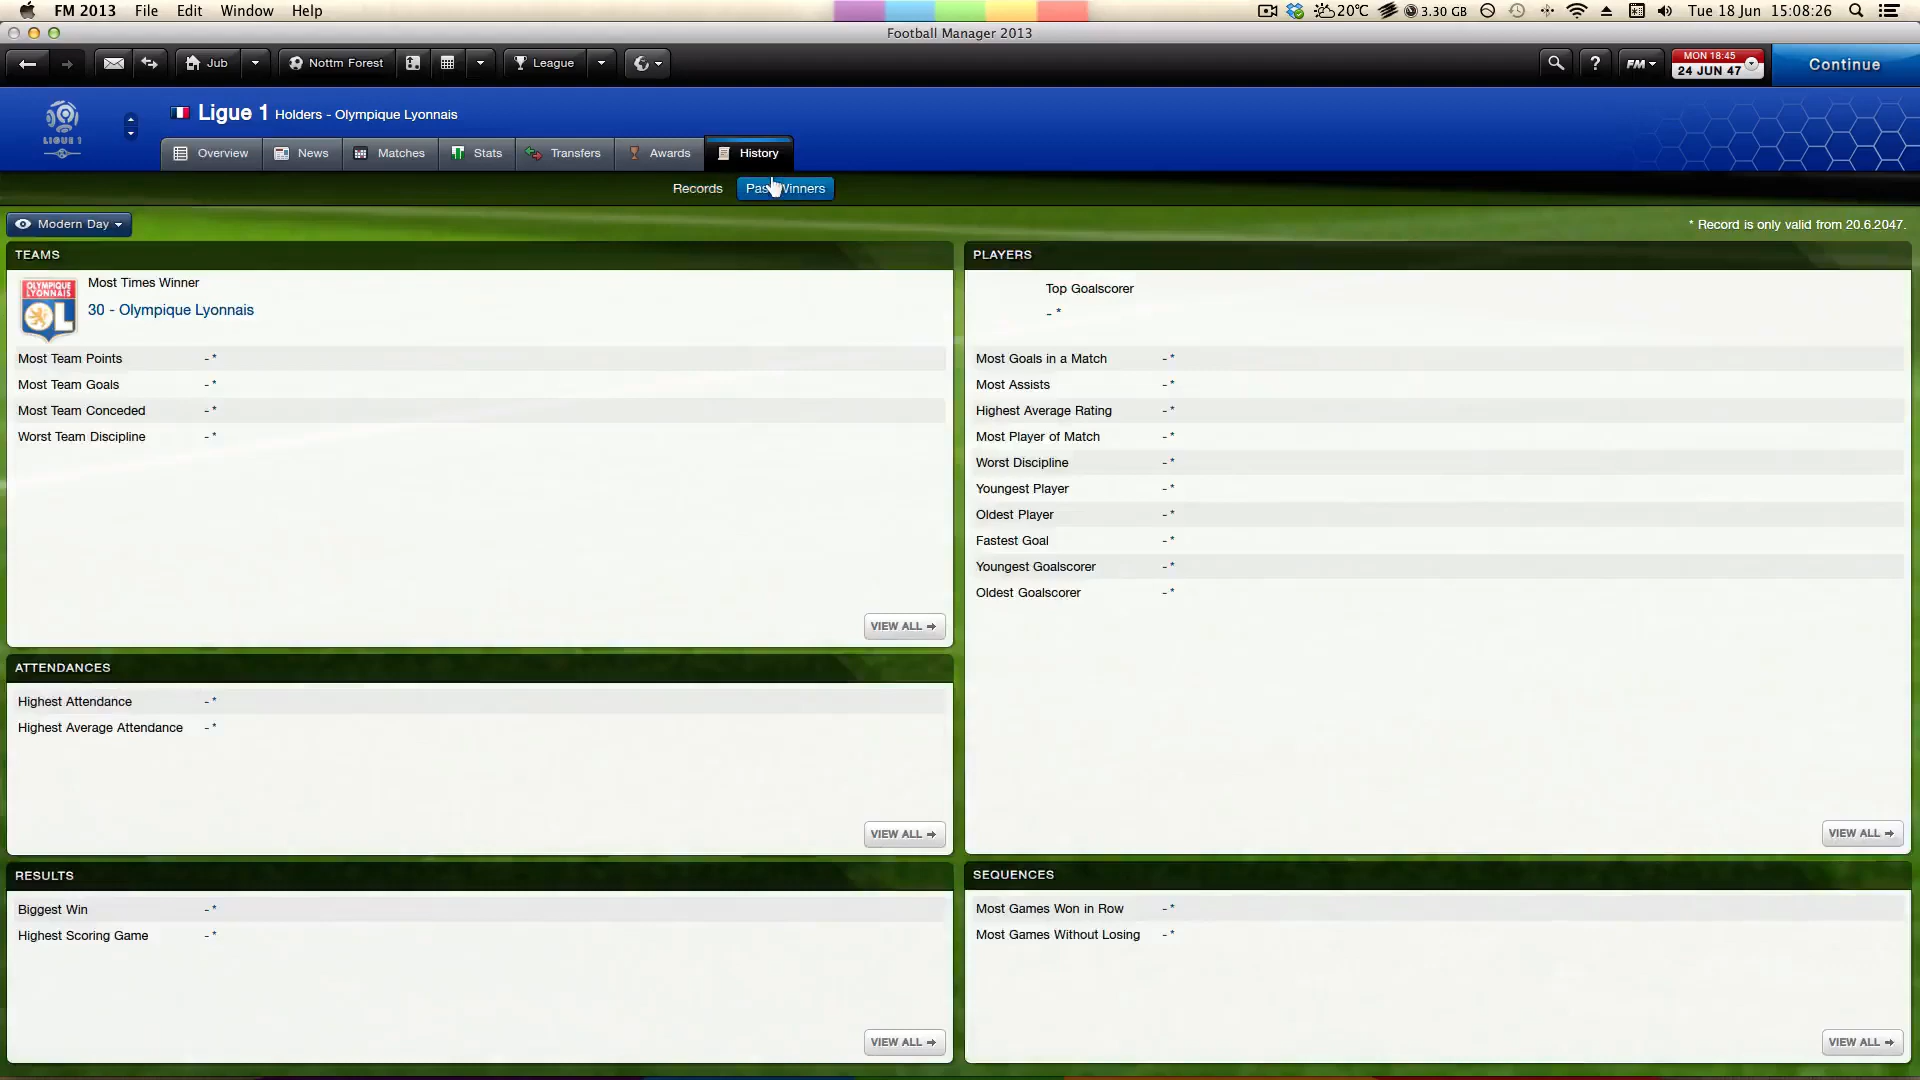 FM 2013 File Edit Window Help 20°C 3.30 GB Tue 18 Jun 15:08:26
Football Manager 2013
Jub Nottm Forest League ? FM MON 18:45 24 JUN 47 Continue
LIGUE 1
Ligue 1 Holders - Olympique Lyonnais
Overview News Matches Stats Transfers Awards History
Records Past Winners
Modern Day * Record is only valid from 20.6.2047.
TEAMS
OLYMPIQUE LYONNAIS
OL
Most Times Winner
30 - Olympique Lyonnais
Most Team Points - *
Most Team Goals - *
Most Team Conceded - *
Worst Team Discipline - *
VIEW ALL
PLAYERS
Top Goalscorer
- *
Most Goals in a Match - *
Most Assists - *
Highest Average Rating - *
Most Player of Match - *
Worst Discipline - *
Youngest Player - *
Oldest Player - *
Fastest Goal - *
Youngest Goalscorer - *
Oldest Goalscorer - *
VIEW ALL
ATTENDANCES
Highest Attendance - *
Highest Average Attendance - *
VIEW ALL
RESULTS
Biggest Win - *
Highest Scoring Game - *
VIEW ALL
SEQUENCES
Most Games Won in Row - *
Most Games Without Losing - *
VIEW ALL